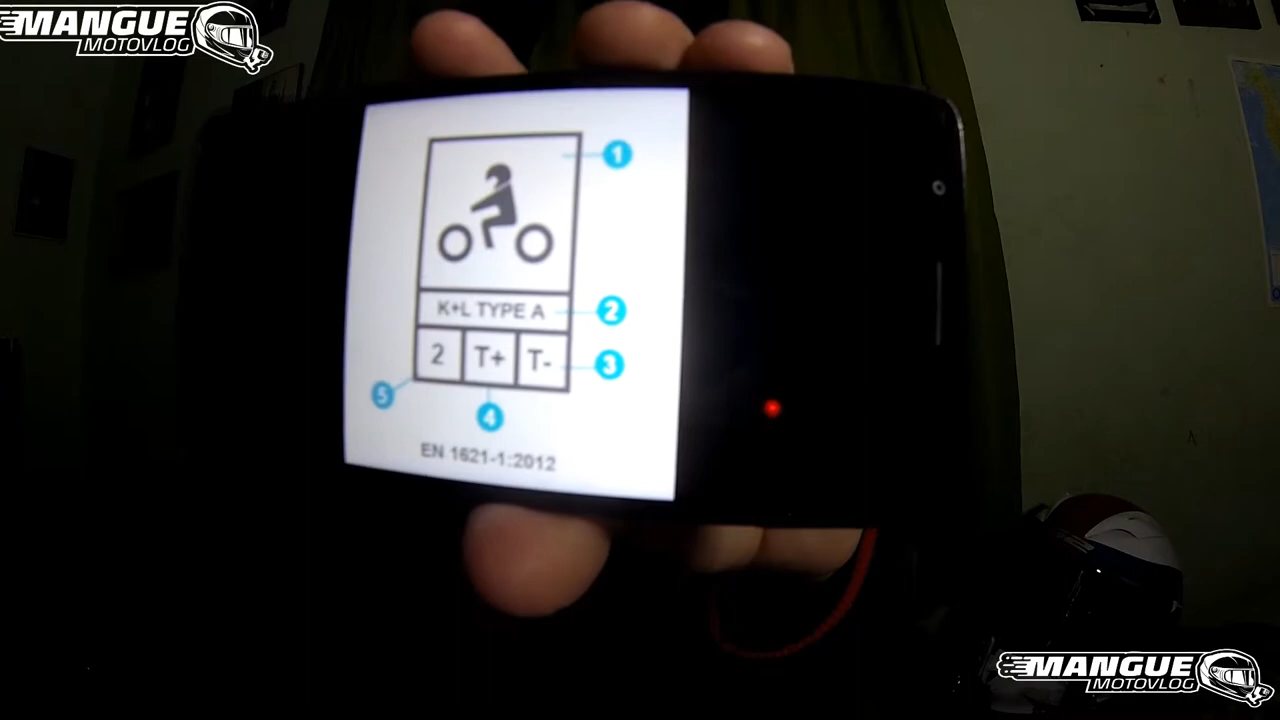 MANGUE
MOTOVLOG
1
K+L TYPE A
2
2 T+ T-
3
5
4
EN 1621-1:2012
MANGUE
MOTOVLOG